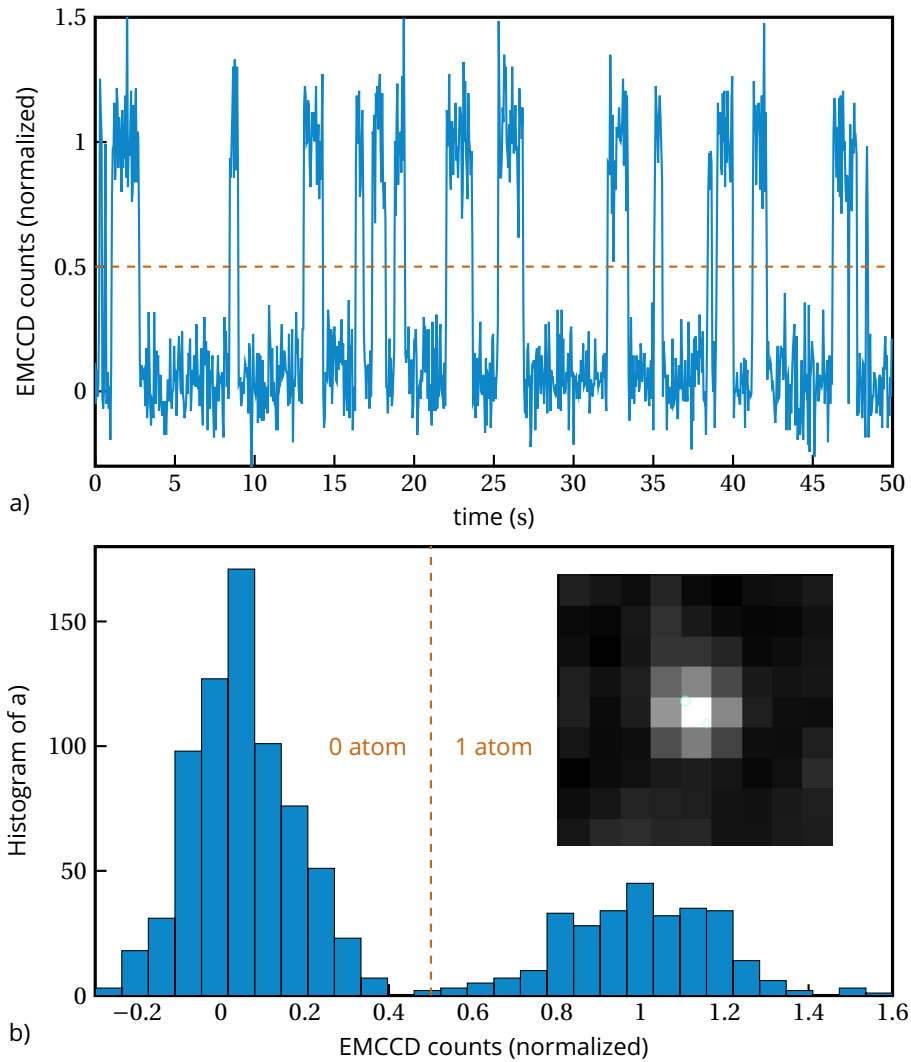 1.5
1
0.5
0
EMCCD counts (normalized)
0 5 10 15 20 25 30 35 40 45 50
time (s)
a)
150
100
50
0
Histogram of a)
0 atom 1 atom
−0.2 0 0.2 0.4 0.6 0.8 1 1.2 1.4 1.6
EMCCD counts (normalized)
b)